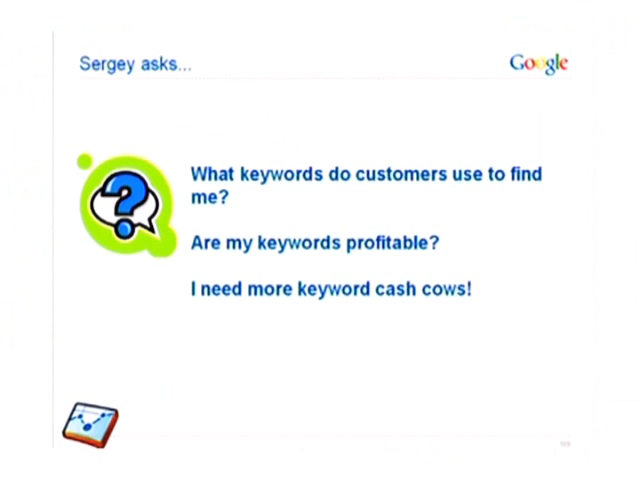 Sergey asks...
Google
What keywords do customers use to find
me?
Are my keywords profitable?
I need more keyword cash cows!